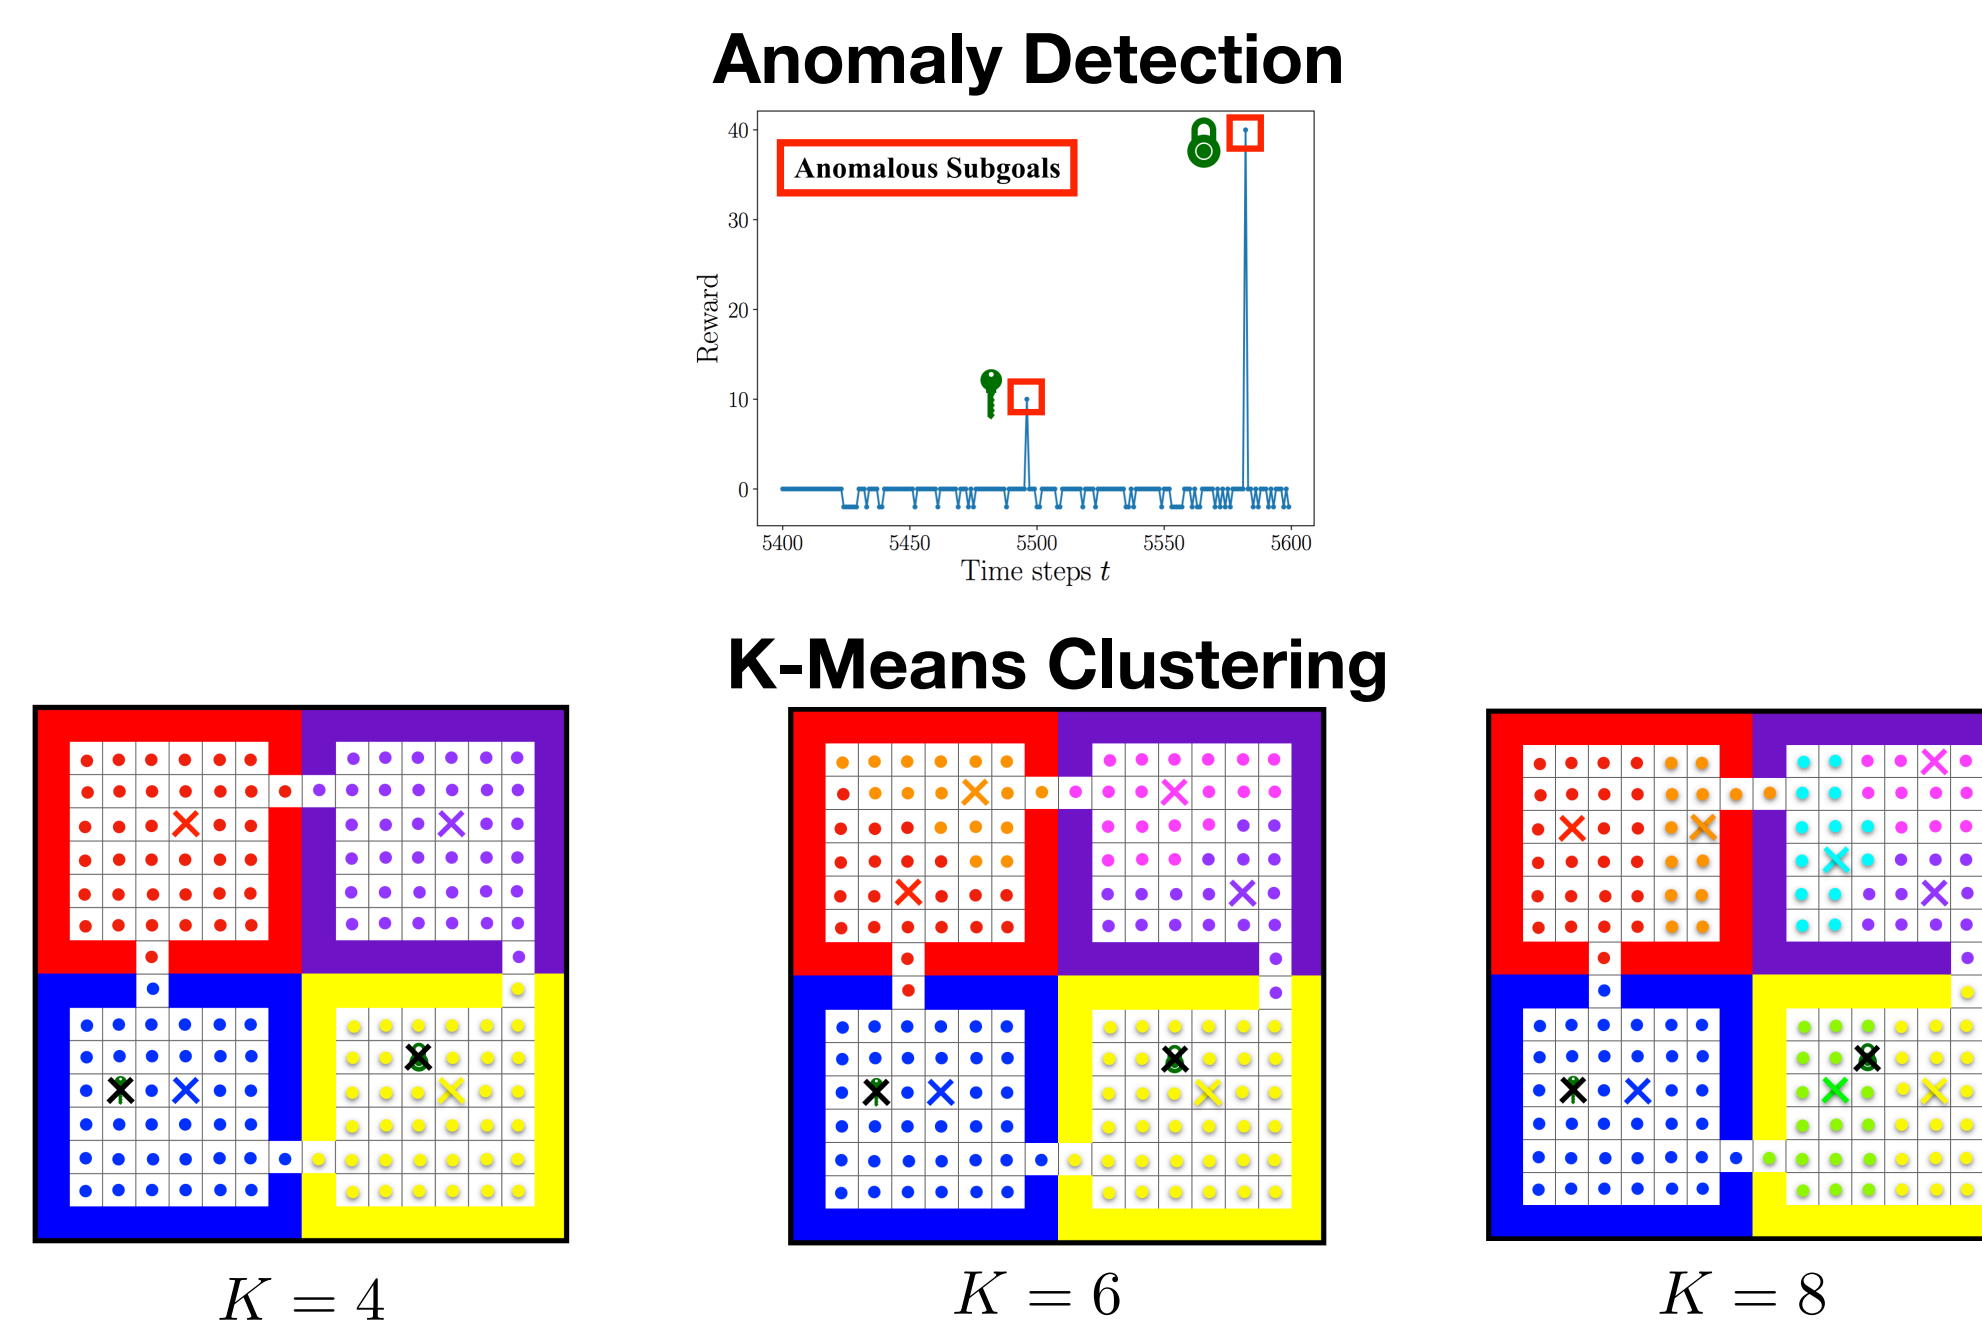 Anomaly Detection
40
Anomalous Subgoals
30
20
10
0
Reward
5400 5450 5500 5550 5600
Time steps t
K-Means Clustering
K = 4
K = 6
K = 8